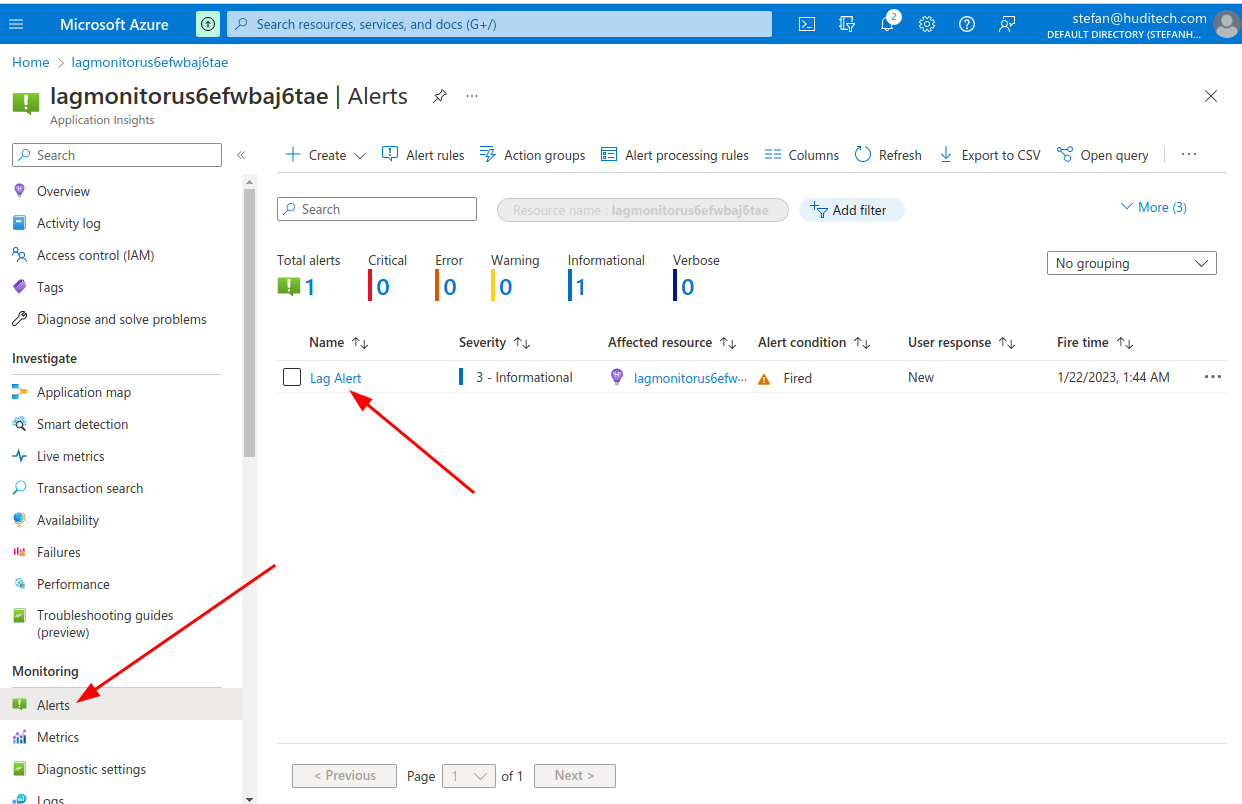 Microsoft Azure
Search resources, services, and docs (G+/)
2
stefan@huditech.com
DEFAULT DIRECTORY (STEFANH...
Home > lagmonitorus6efwbaj6tae
lagmonitorus6efwbaj6tae | Alerts
Application Insights
Search
Overview
Activity log
Access control (IAM)
Tags
Diagnose and solve problems
Investigate
Application map
Smart detection
Live metrics
Transaction search
Availability
Failures
Performance
Troubleshooting guides
(preview)
Monitoring
Alerts
Metrics
Diagnostic settings
Logs
Create Alert rules Action groups Alert processing rules Columns Refresh Export to CSV Open query
Search Resource name : lagmonitorus6efwbaj6tae Add filter More (3)
Total alerts Critical Error Warning Informational Verbose
1 0 0 0 1 0
No grouping
Name Severity Affected resource Alert condition User response Fire time
Lag Alert 3 - Informational lagmonitorus6efw... Fired New 1/22/2023, 1:44 AM
< Previous Page 1 of 1 Next >